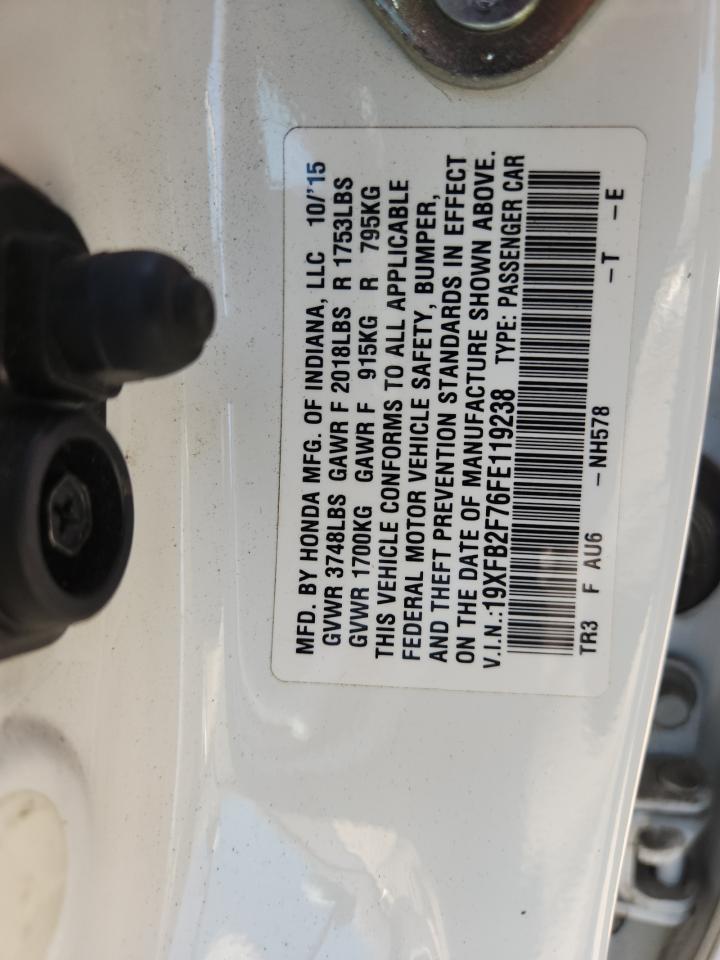 MFD. BY HONDA MFG. OF INDIANA, LLC 10/'15
GVWR 3748LBS GAWR F 2018LBS R 1753LBS
GVWR 1700KG GAWR F 915KG R 795KG
THIS VEHICLE CONFORMS TO ALL APPLICABLE
FEDERAL MOTOR VEHICLE SAFETY, BUMPER,
AND THEFT PREVENTION STANDARDS IN EFFECT
ON THE DATE OF MANUFACTURE SHOWN ABOVE.
V.I.N.:19XFB2F76FE119238 TYPE: PASSENGER CAR
TR3 F AU6 -NH578 -T -E